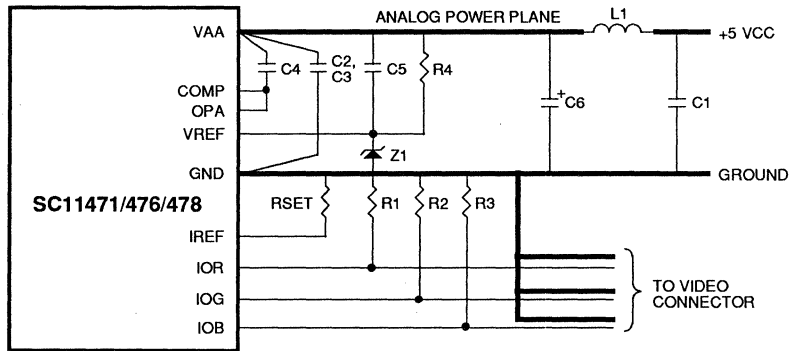 ANALOG POWER PLANE
L1
VAA
+5 VCC
C4
C2,
C3
C5
R4
+
C6
C1
COMP
OPA
VREF
Z1
GND
GROUND
SC11471/476/478
RSET
R1
R2
R3
IREF
IOR
IOG
IOB
TO VIDEO
CONNECTOR